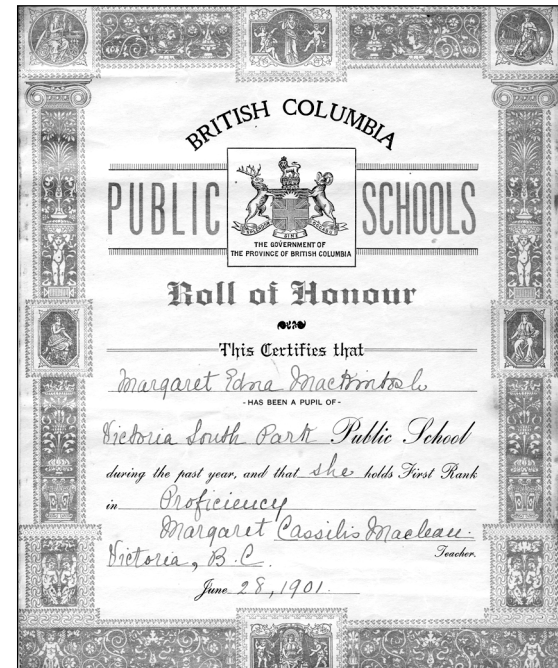 BRITISH COLUMBIA
PUBLIC SCHOOLS
THE GOVERNMENT OF
THE PROVINCE OF BRITISH COLUMBIA
Roll of Honour
This Certifies that
Margaret Edna MacKintosh
- HAS BEEN A PUPIL OF -
Victoria South Park Public School
during the past year, and that she holds First Rank
in Proficiency
Margaret Cassilis Maclean.
Teacher.
Victoria, B.C.
June 28, 1901.